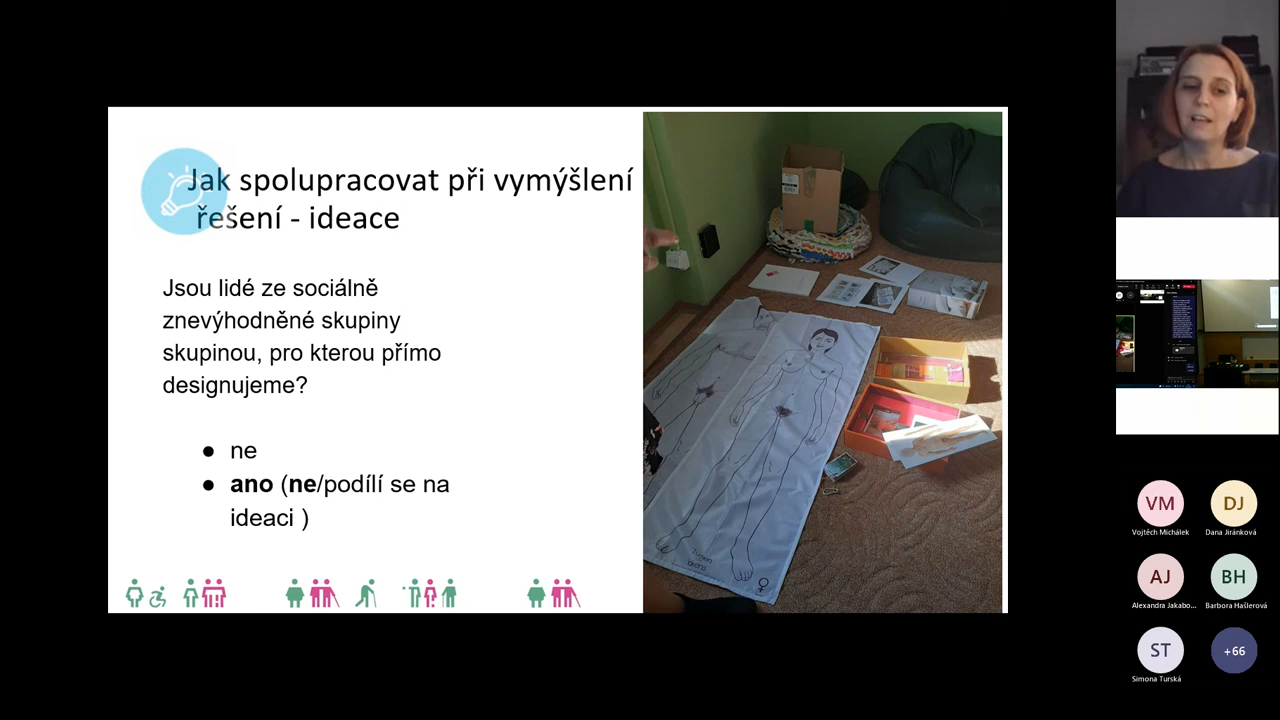 Jak spolupracovat při vymýšlení
řešení - ideace
Jsou lidé ze sociálně
znevýhodněné skupiny
skupinou, pro kterou přímo
designujeme?
● ne
● ano (ne/podílí se na
ideaci )
VM
Vojtěch Michálek
DJ
Dana Jiránková
AJ
Alexandra Jakabo...
BH
Barbora Hašlerová
ST
Simona Turská
+66